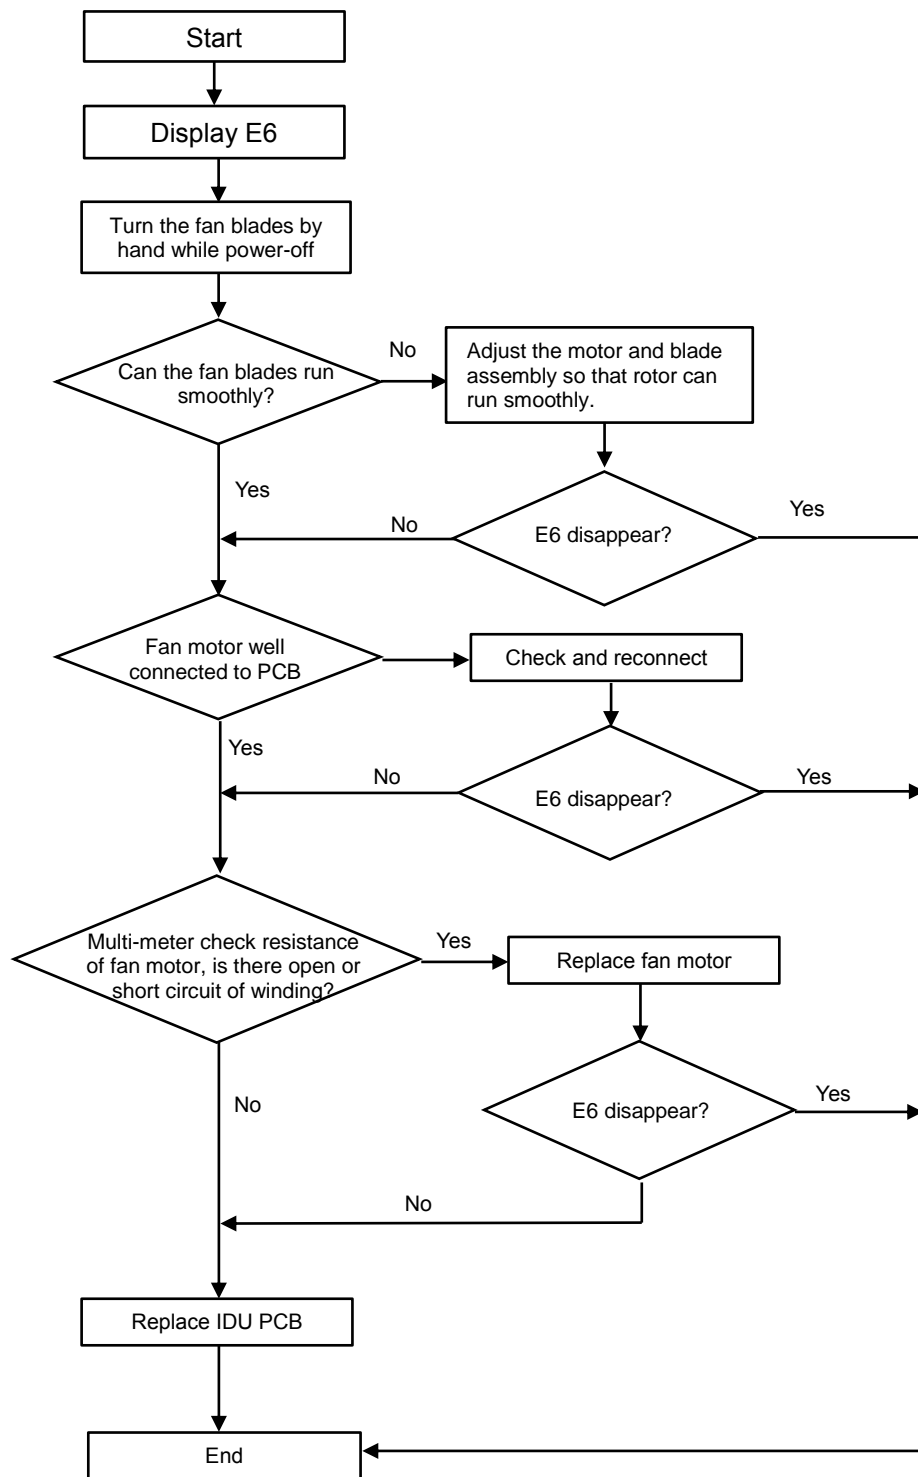 Start
Display E6
Turn the fan blades by
hand while power-off
Can the fan blades run
smoothly?
No
Adjust the motor and blade
assembly so that rotor can
run smoothly.
Yes
No
E6 disappear?
Yes
Fan motor well
connected to PCB
Check and reconnect
Yes
No
E6 disappear?
Yes
Multi-meter check resistance
of fan motor, is there open or
short circuit of winding?
Yes
Replace fan motor
No
E6 disappear?
Yes
No
Replace IDU PCB
End